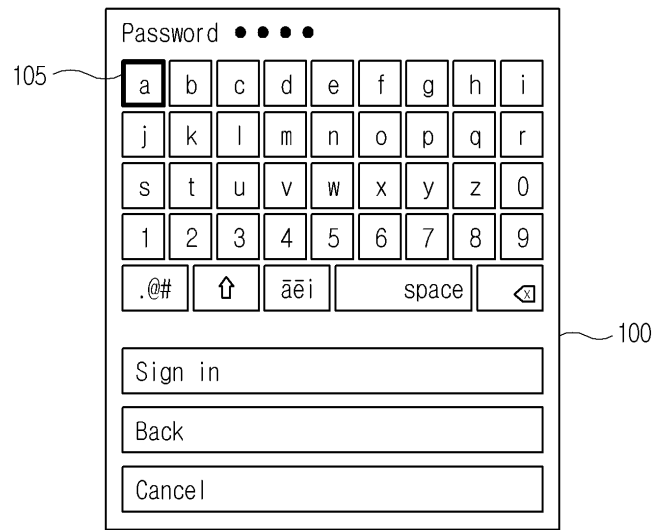 Password ●●●●
105
a b c d e f g h i
j k l m n o p q r
s t u v w x y z 0
1 2 3 4 5 6 7 8 9
.@# ⇧ āēi space ⌫
100
Sign in
Back
Cancel